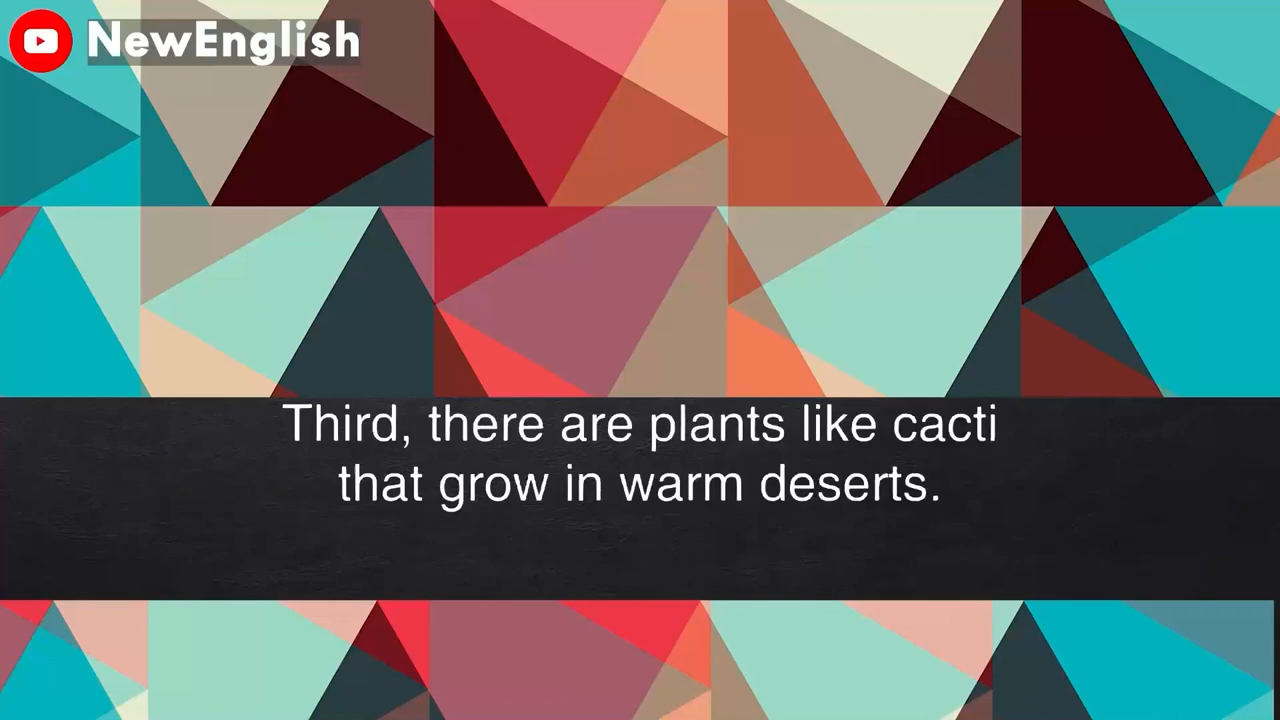 NewEnglish
Third, there are plants like cacti
that grow in warm deserts.